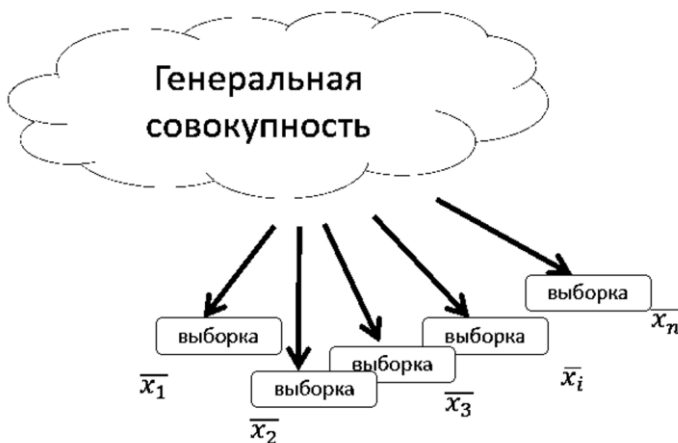 Генеральная
совокупность
выборка
x̅₁
выборка
x̅₂
выборка
x̅₃
выборка
x̅ᵢ
выборка
x̅ₙ